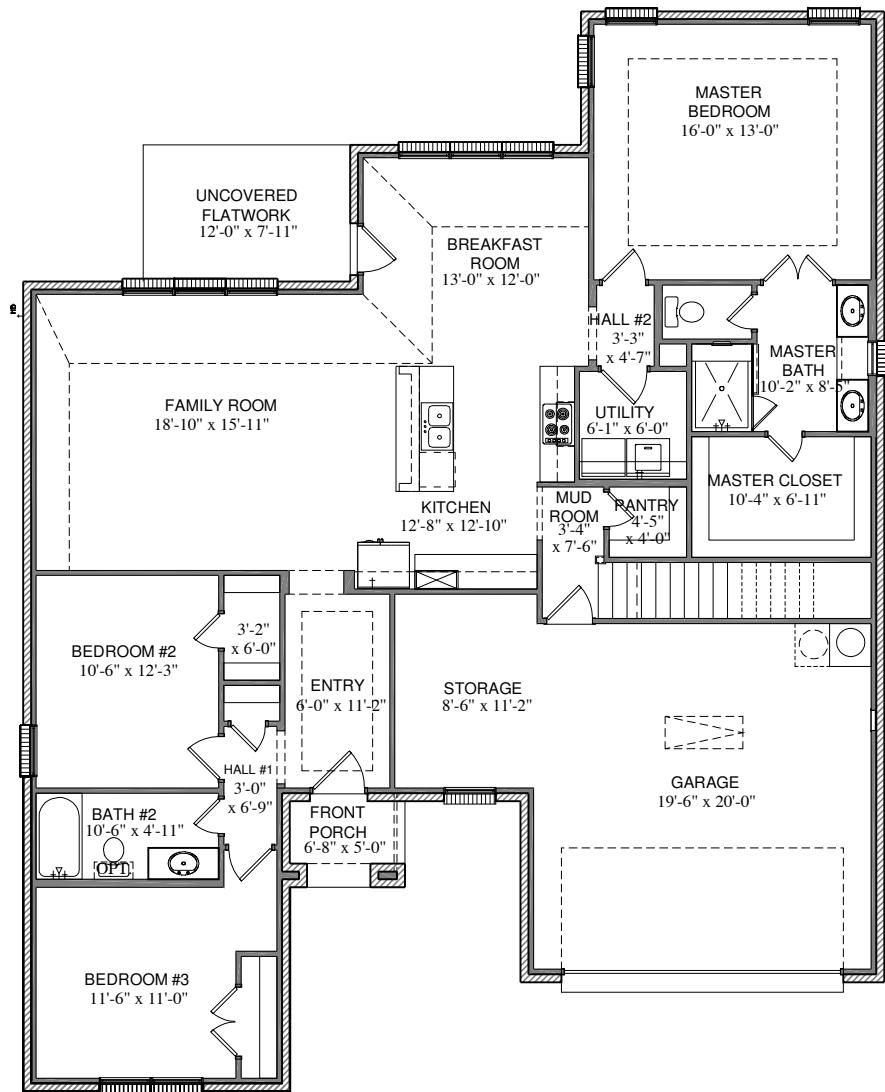 MASTER
BEDROOM
16'-0" x 13'-0"
UNCOVERED
FLATWORK
12'-0" x 7'-11"
BREAKFAST
ROOM
13'-0" x 12'-0"
HALL #2
3'-3"
x 4'-7"
MASTER
BATH
10'-2" x 8'-5"
FAMILY ROOM
18'-10" x 15'-11"
UTILITY
6'-1" x 6'-0"
MASTER CLOSET
10'-4" x 6'-11"
KITCHEN
12'-8" x 12'-10"
MUD
ROOM
3'-4"
x 7'-6"
PANTRY
4'-5"
x 4'-0"
BEDROOM #2
10'-6" x 12'-3"
3'-2"
x 6'-0"
ENTRY
6'-0" x 11'-2"
STORAGE
8'-6" x 11'-2"
HALL #1
3'-0"
x 6'-9"
GARAGE
19'-6" x 20'-0"
BATH #2
10'-6" x 4'-11"
OPT.
FRONT
PORCH
6'-8" x 5'-0"
BEDROOM #3
11'-6" x 11'-0"